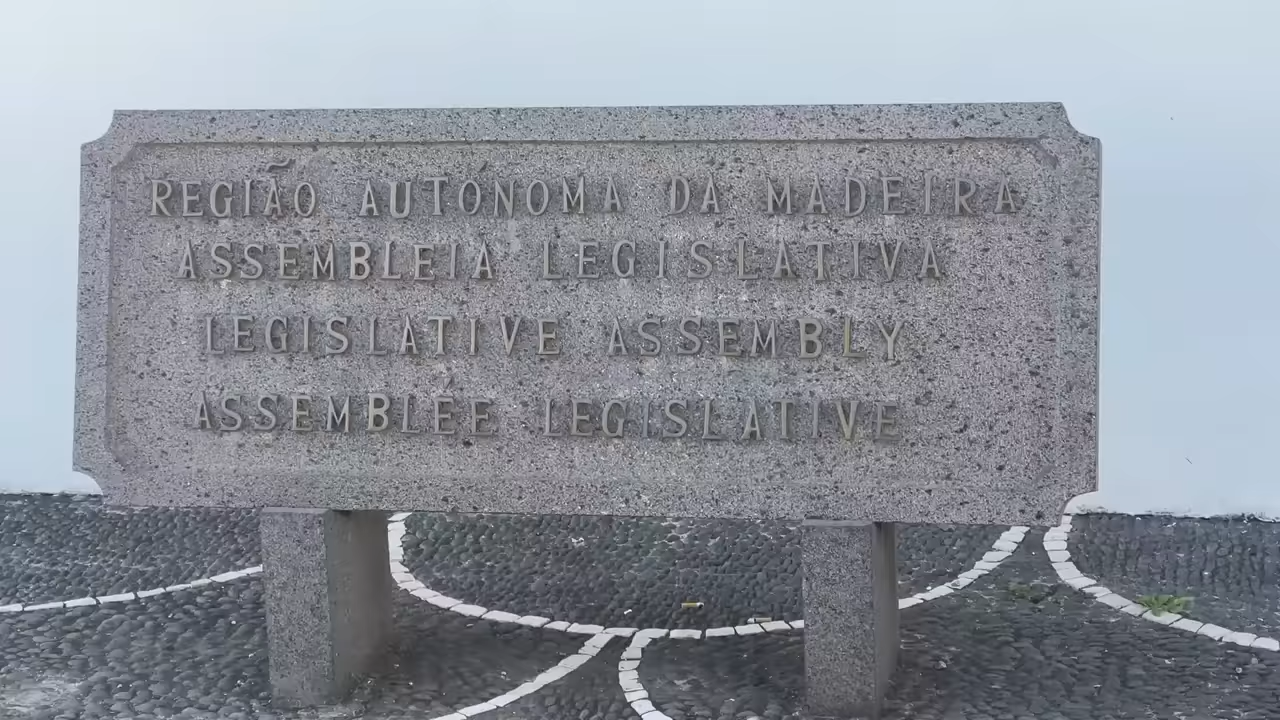 REGIÃO AUTÓNOMA DA MADEIRA
ASSEMBLEIA LEGISLATIVA
LEGISLATIVE ASSEMBLY
ASSEMBLÉE LEGISLATIVE